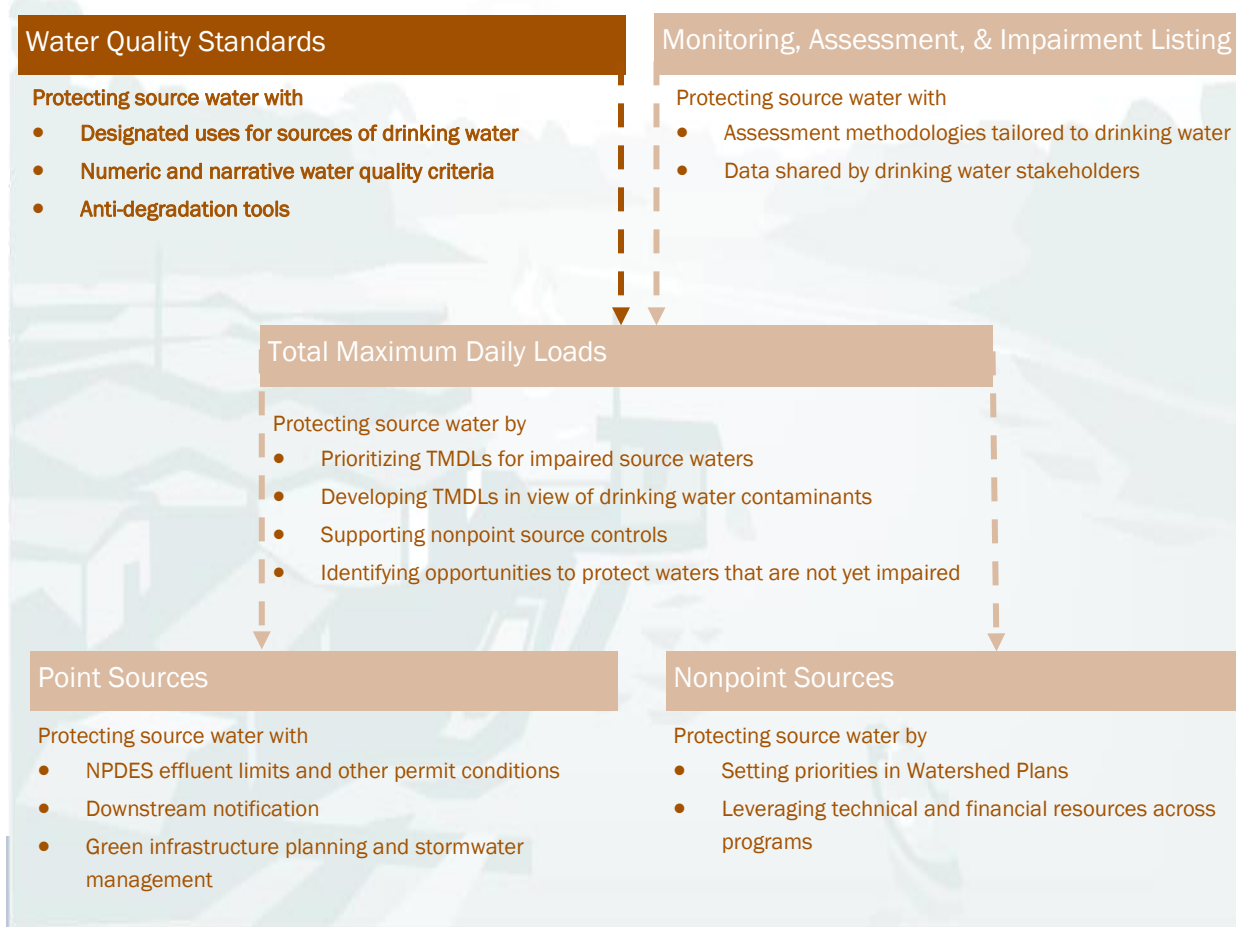 Water Quality Standards
Protecting source water with
• Designated uses for sources of drinking water
• Numeric and narrative water quality criteria
• Anti-degradation tools
Monitoring, Assessment, & Impairment Listing
Protecting source water with
• Assessment methodologies tailored to drinking water
• Data shared by drinking water stakeholders
Total Maximum Daily Loads
Protecting source water by
• Prioritizing TMDLs for impaired source waters
• Developing TMDLs in view of drinking water contaminants
• Supporting nonpoint source controls
• Identifying opportunities to protect waters that are not yet impaired
Point Sources
Protecting source water with
• NPDES effluent limits and other permit conditions
• Downstream notification
• Green infrastructure planning and stormwater
management
Nonpoint Sources
Protecting source water by
• Setting priorities in Watershed Plans
• Leveraging technical and financial resources across
programs